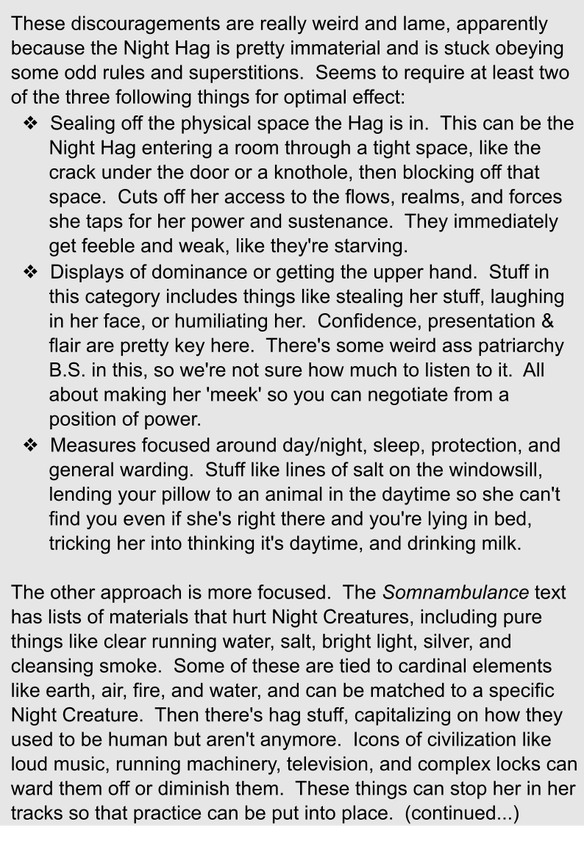 These discouragements are really weird and lame, apparently
because the Night Hag is pretty immaterial and is stuck obeying
some odd rules and superstitions.  Seems to require at least two
of the three following things for optimal effect:
❖ Sealing off the physical space the Hag is in.  This can be the
Night Hag entering a room through a tight space, like the
crack under the door or a knothole, then blocking off that
space.  Cuts off her access to the flows, realms, and forces
she taps for her power and sustenance.  They immediately
get feeble and weak, like they're starving.
❖ Displays of dominance or getting the upper hand.  Stuff in
this category includes things like stealing her stuff, laughing
in her face, or humiliating her.  Confidence, presentation &
flair are pretty key here.  There's some weird ass patriarchy
B.S. in this, so we're not sure how much to listen to it.  All
about making her 'meek' so you can negotiate from a
position of power.
❖ Measures focused around day/night, sleep, protection, and
general warding.  Stuff like lines of salt on the windowsill,
lending your pillow to an animal in the daytime so she can't
find you even if she's right there and you're lying in bed,
tricking her into thinking it's daytime, and drinking milk.

The other approach is more focused.  The Somnambulance text
has lists of materials that hurt Night Creatures, including pure
things like clear running water, salt, bright light, silver, and
cleansing smoke.  Some of these are tied to cardinal elements
like earth, air, fire, and water, and can be matched to a specific
Night Creature.  Then there's hag stuff, capitalizing on how they
used to be human but aren't anymore.  Icons of civilization like
loud music, running machinery, television, and complex locks can
ward them off or diminish them.  These things can stop her in her
tracks so that practice can be put into place.  (continued...)